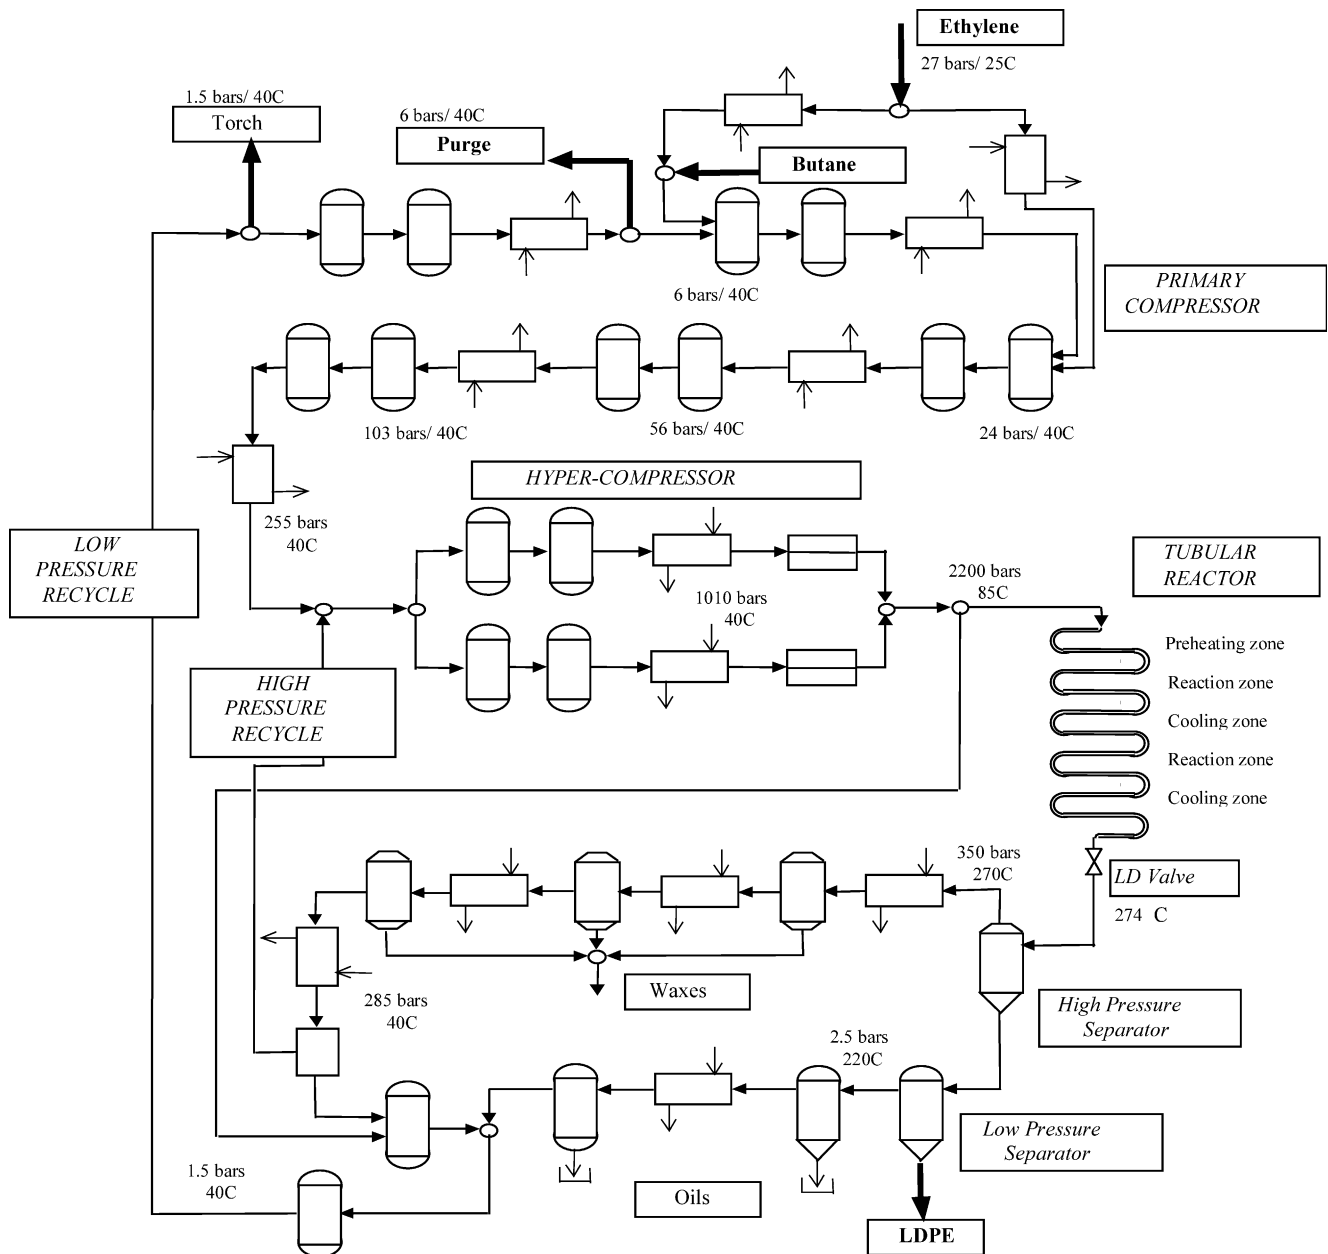 Ethylene
27 bars/ 25C
1.5 bars/ 40C
Torch
6 bars/ 40C
Purge
Butane
6 bars/ 40C
PRIMARY
COMPRESSOR
103 bars/ 40C
56 bars/ 40C
24 bars/ 40C
HYPER-COMPRESSOR
255 bars
40C
LOW
PRESSURE
RECYCLE
TUBULAR
REACTOR
2200 bars
85C
1010 bars
40C
Preheating zone
HIGH
PRESSURE
RECYCLE
Reaction zone
Cooling zone
Reaction zone
Cooling zone
350 bars
270C
LD Valve
274 C
Waxes
285 bars
40C
High Pressure
Separator
2.5 bars
220C
Low Pressure
Separator
1.5 bars
40C
Oils
LDPE